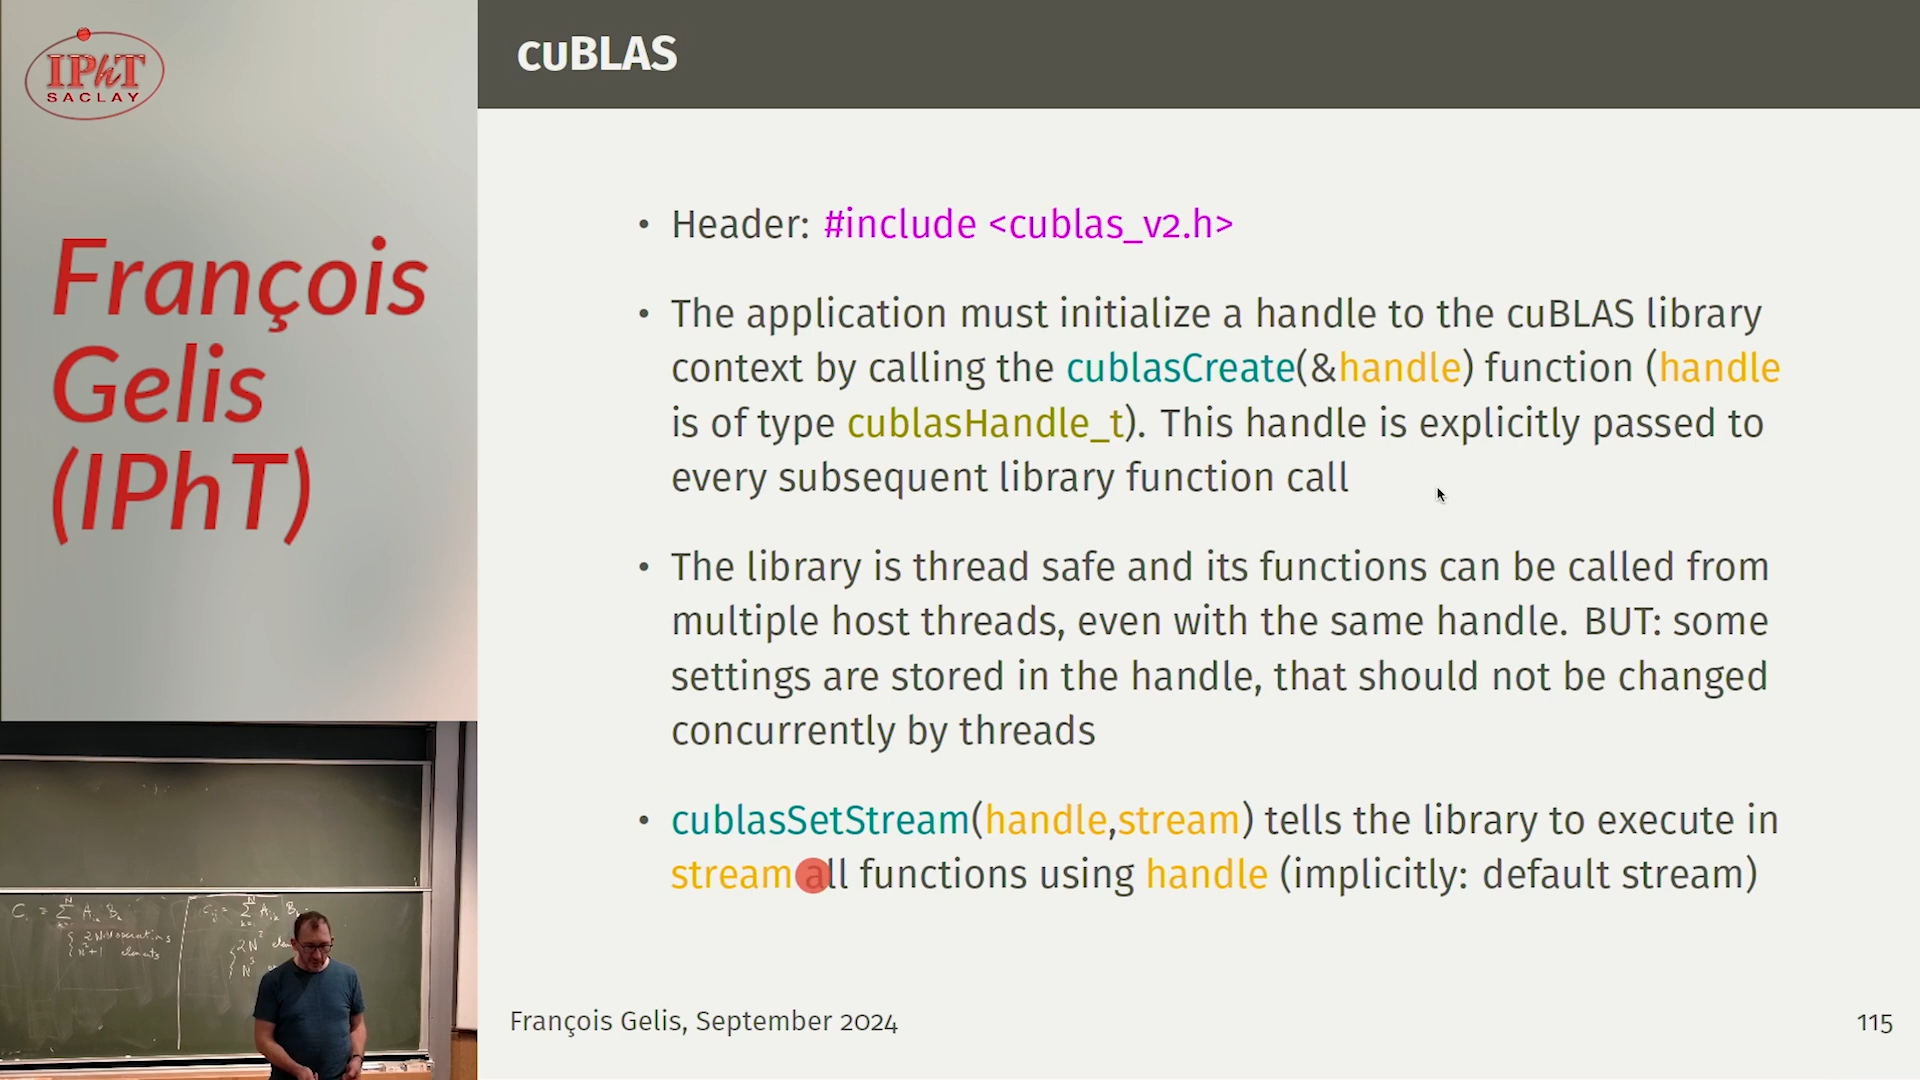 IPhT
SACLAY
François
Gelis
(IPhT)
cuBLAS
• Header: #include <cublas_v2.h>
• The application must initialize a handle to the cuBLAS library
context by calling the cublasCreate(&handle) function (handle
is of type cublasHandle_t). This handle is explicitly passed to
every subsequent library function call
• The library is thread safe and its functions can be called from
multiple host threads, even with the same handle. BUT: some
settings are stored in the handle, that should not be changed
concurrently by threads
• cublasSetStream(handle,stream) tells the library to execute in
stream all functions using handle (implicitly: default stream)
François Gelis, September 2024
115